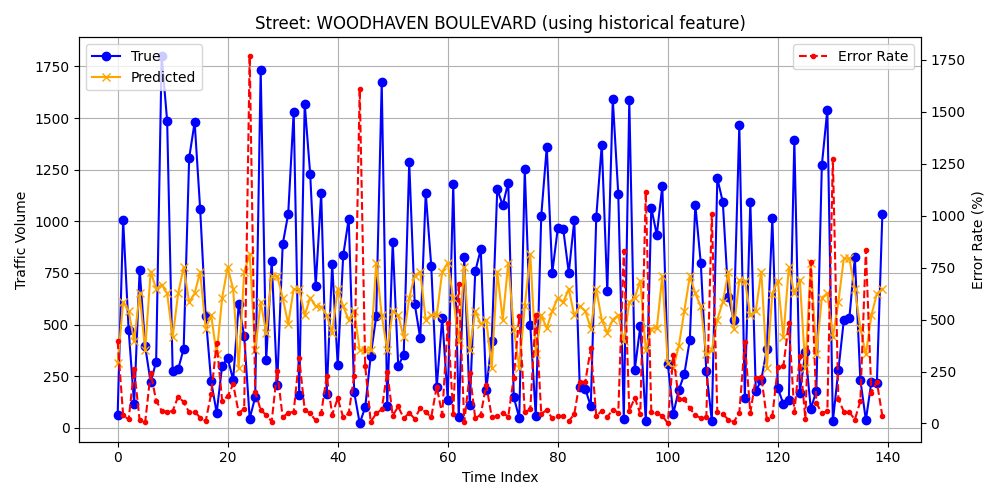 Street: WOODHAVEN BOULEVARD (using historical feature)
True
Predicted
Error Rate
Traffic Volume
1750
1500
1250
1000
750
500
250
0
1750
1500
1250
1000
750
500
250
0
Error Rate (%)
0 20 40 60 80 100 120 140
Time Index